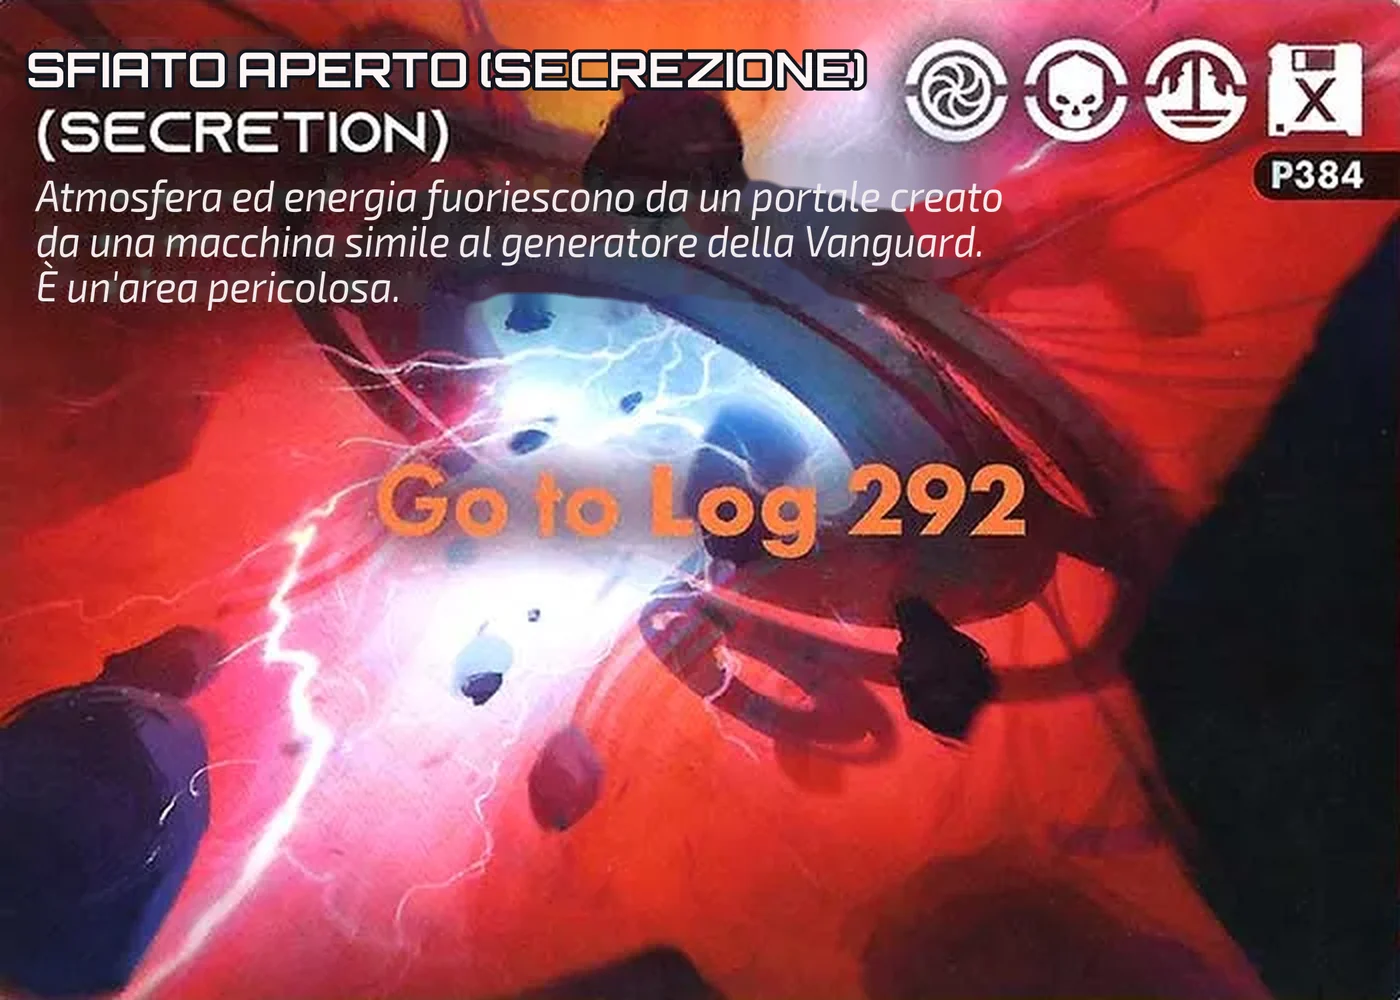 SFIATO APERTO (SECREZIONE)
(SECRETION)
X
P384
Atmosfera ed energia fuoriescono da un portale creato
da una macchina simile al generatore della Vanguard.
È un'area pericolosa.
Go to Log 292